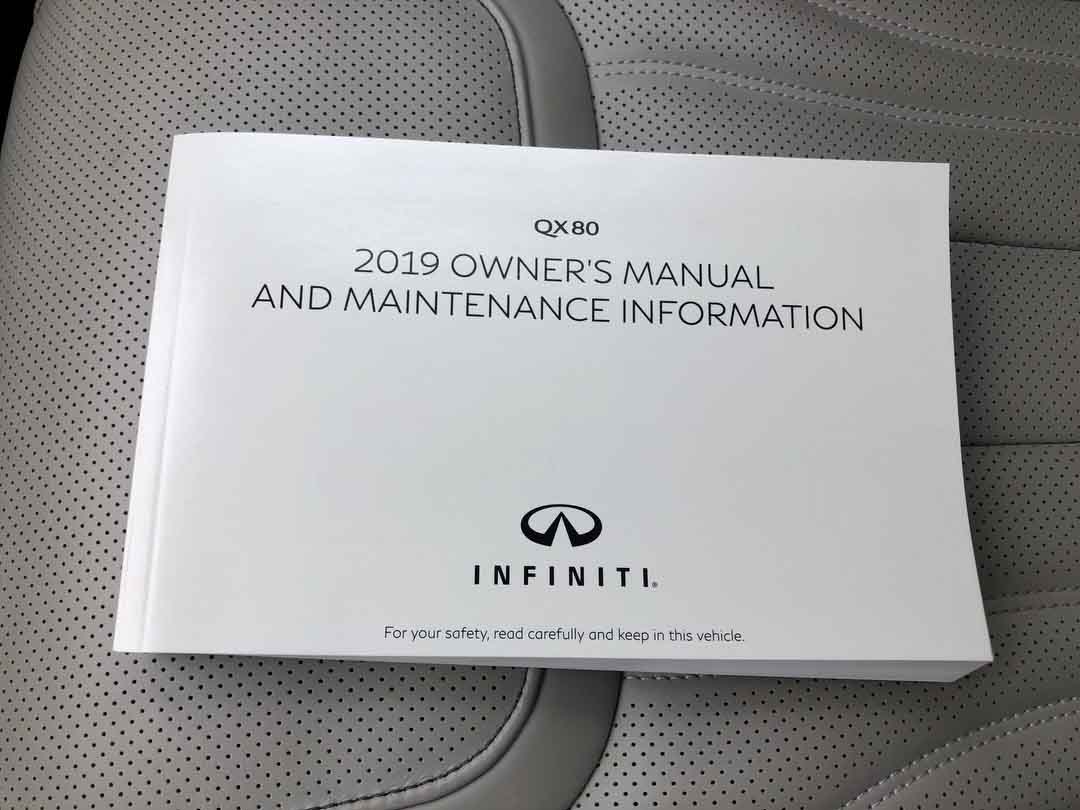 QX80
2019 OWNER'S MANUAL
AND MAINTENANCE INFORMATION
INFINITI®
For your safety, read carefully and keep in this vehicle.